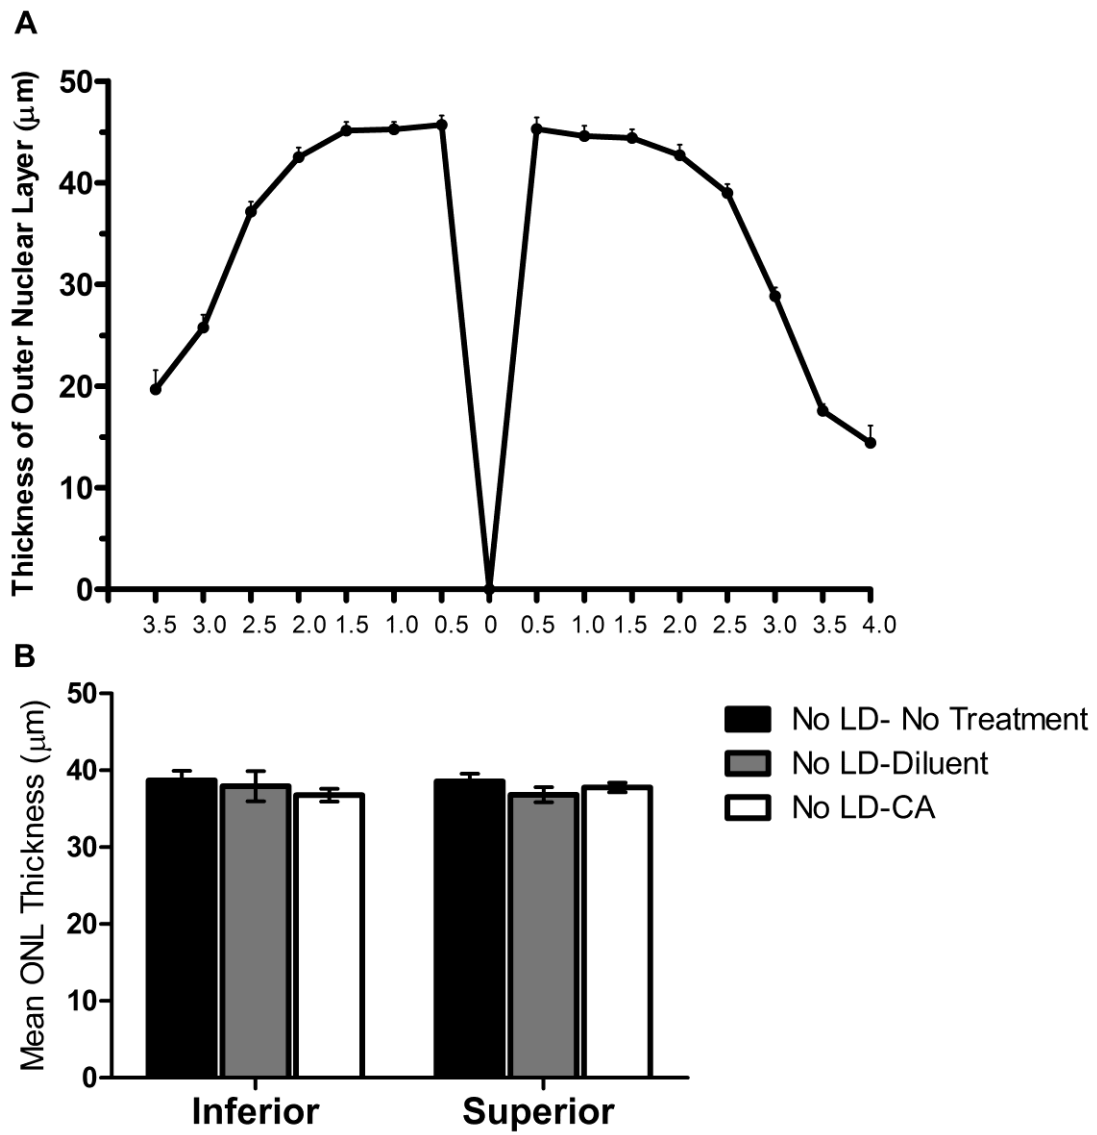 A
Thickness of Outer Nuclear Layer (µm)
50
40
30
20
10
0
3.5 3.0 2.5 2.0 1.5 1.0 0.5 0 0.5 1.0 1.5 2.0 2.5 3.0 3.5 4.0
B
Mean ONL Thickness (µm)
50
40
30
20
10
0
Inferior Superior
No LD- No Treatment
No LD-Diluent
No LD-CA